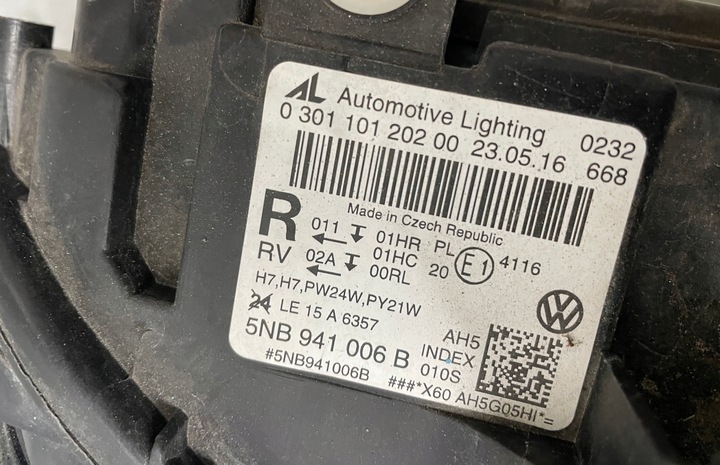 AL Automotive Lighting 0232
0 301 101 202 00 23.05.16 668
Made in Czech Republic
R 011 01HR PL E1 4116
RV 02A 01HC 20
00RL
H7,H7,PW24W,PY21W
24 LE 15 A 6357
5NB 941 006 B AH5
INDEX
#5NB941006B 010S
###*X60 AH5G05HI*=